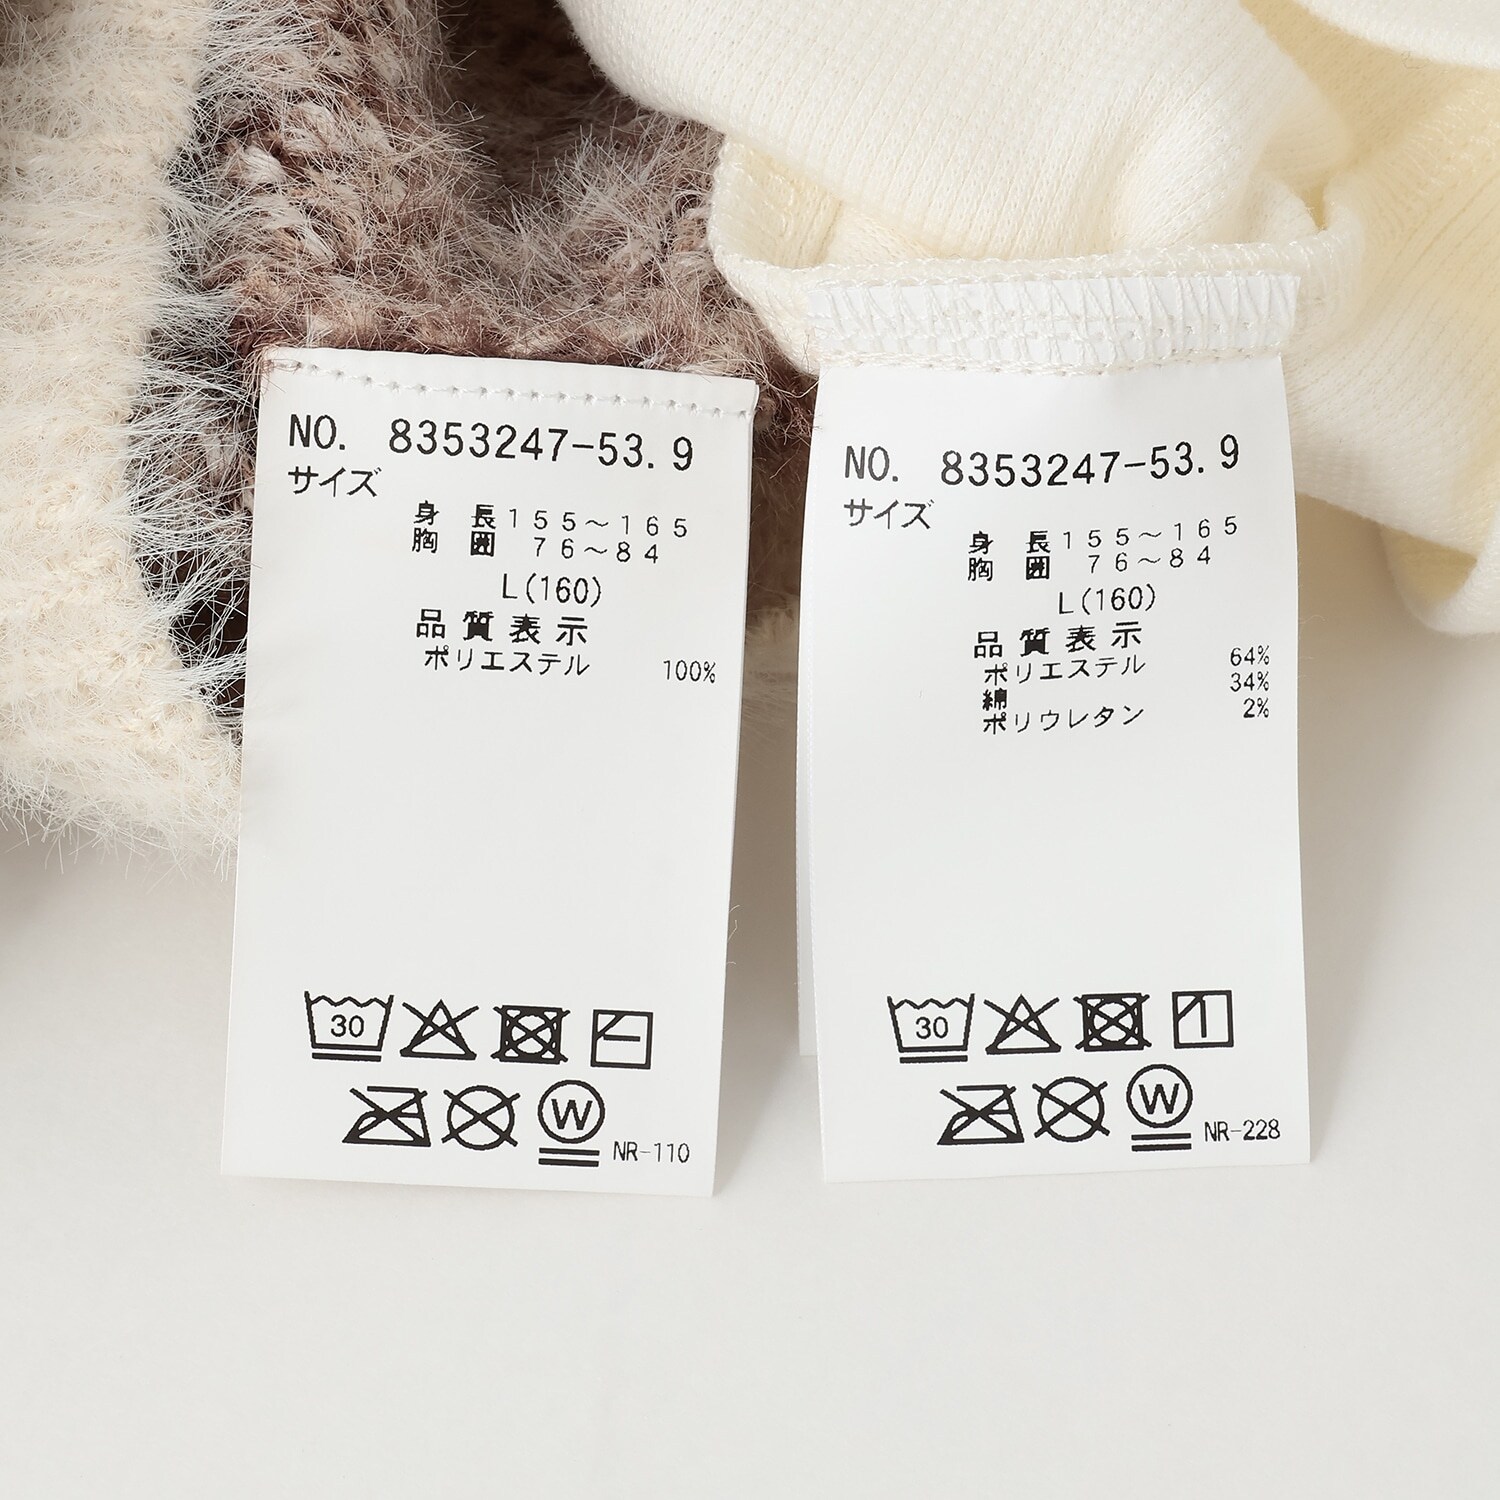 NO. 8353247-53.9
サイズ
身 長 155～165
胸 囲 76～84
L(160)
品質表示
ポリエステル 100%
30
W NR-110
NO. 8353247-53.9
サイズ
身 長 155～165
胸 囲 76～84
L(160)
品質表示
ポリエステル 64%
綿 34%
ポリウレタン 2%
30
W NR-228